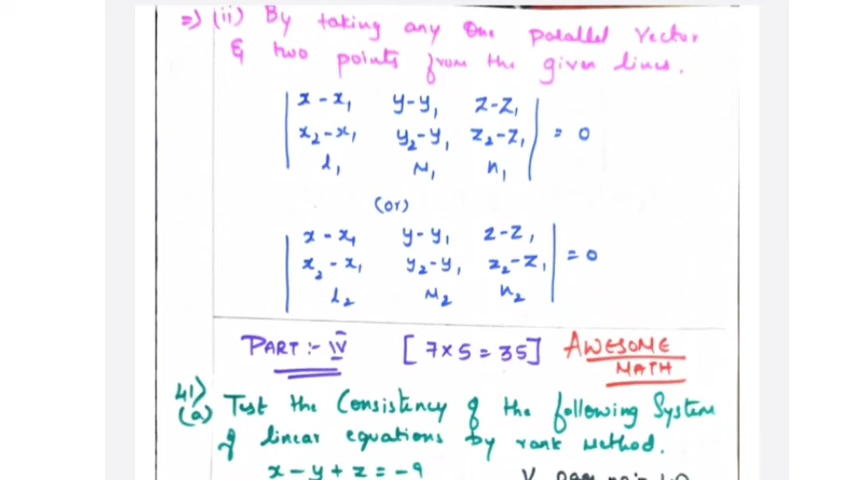 =) (ii) By taking any One parallel Vector
& two points from the given lines.
| x - x₁   y - y₁   z - z₁ |
| x₂ - x₁   y₂ - y₁   z₂ - z₁ | = 0
| l₁   m₁   n₁ |
(or)
| x - x₁   y - y₁   z - z₁ |
| x₂ - x₁   y₂ - y₁   z₂ - z₁ | = 0
| l₂   m₂   n₂ |
PART :- IV   [7 × 5 = 35]   AWESOME
MATH
41)
(a) Test the Consistency of the following System
of linear equations by rank Method.
x - y + z = -9